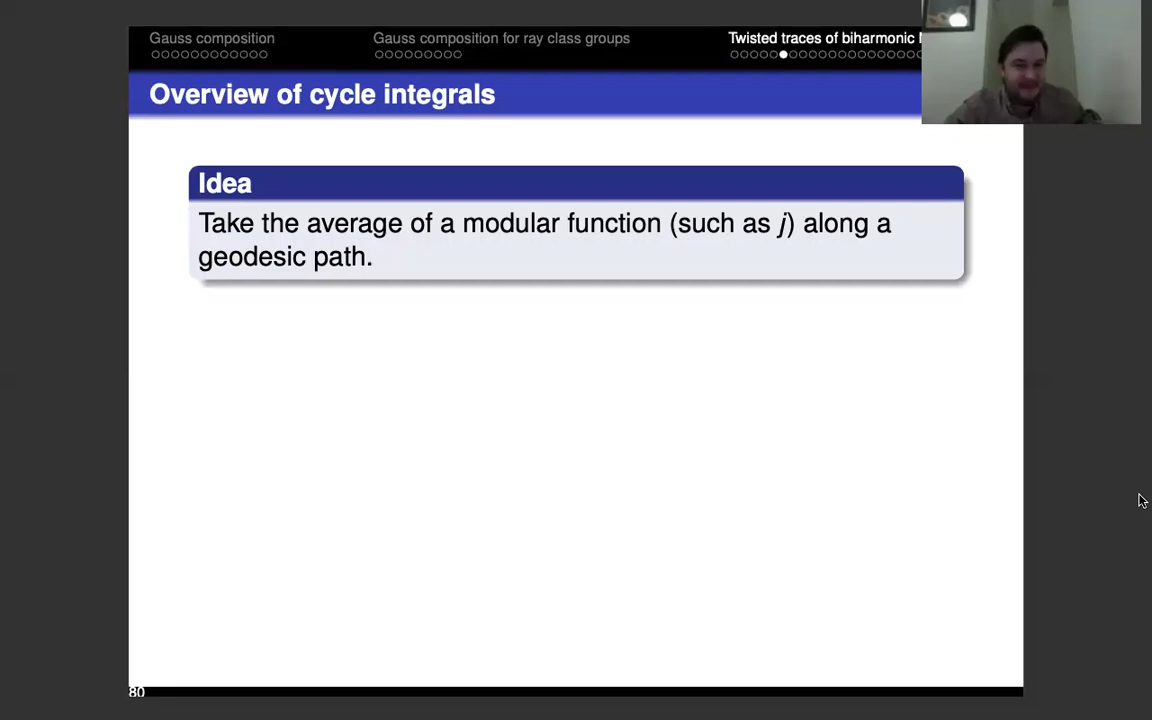 Gauss composition
Gauss composition for ray class groups
Twisted traces of biharmonic
Overview of cycle integrals
Idea
Take the average of a modular function (such as j) along a
geodesic path.
80